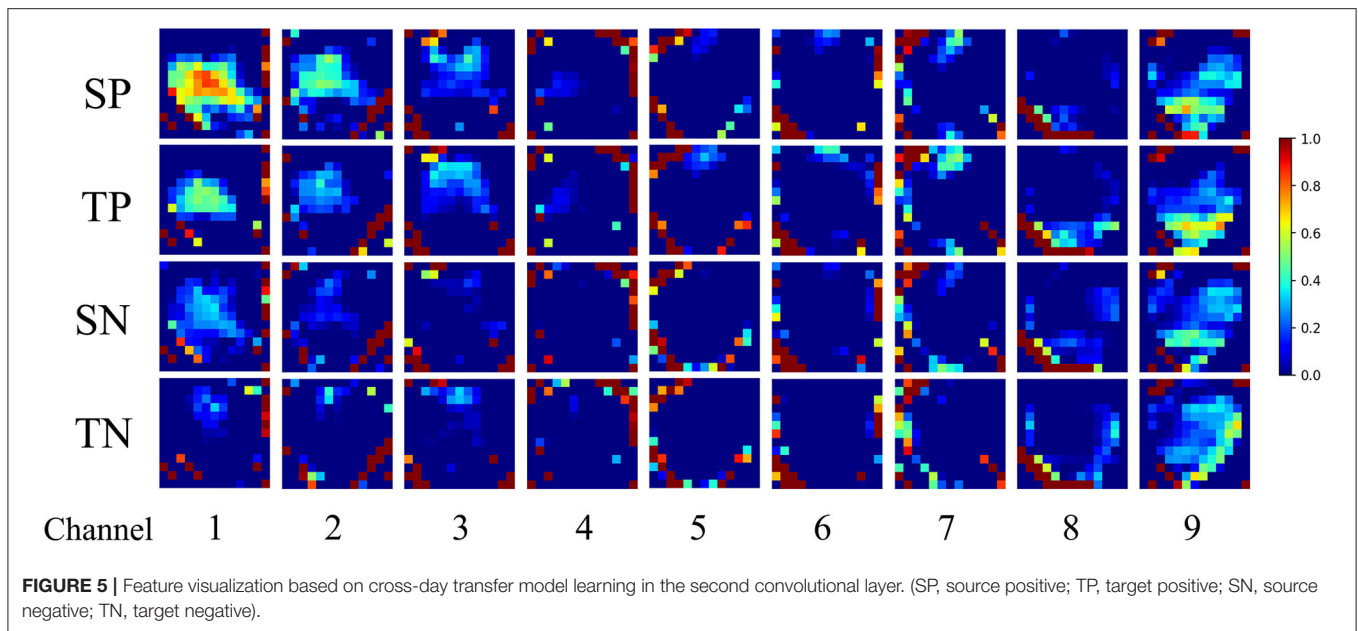 SP
TP
SN
TN
1.0
0.8
0.6
0.4
0.2
0.0
Channel 1 2 3 4 5 6 7 8 9
FIGURE 5 | Feature visualization based on cross-day transfer model learning in the second convolutional layer. (SP, source positive; TP, target positive; SN, source
negative; TN, target negative).